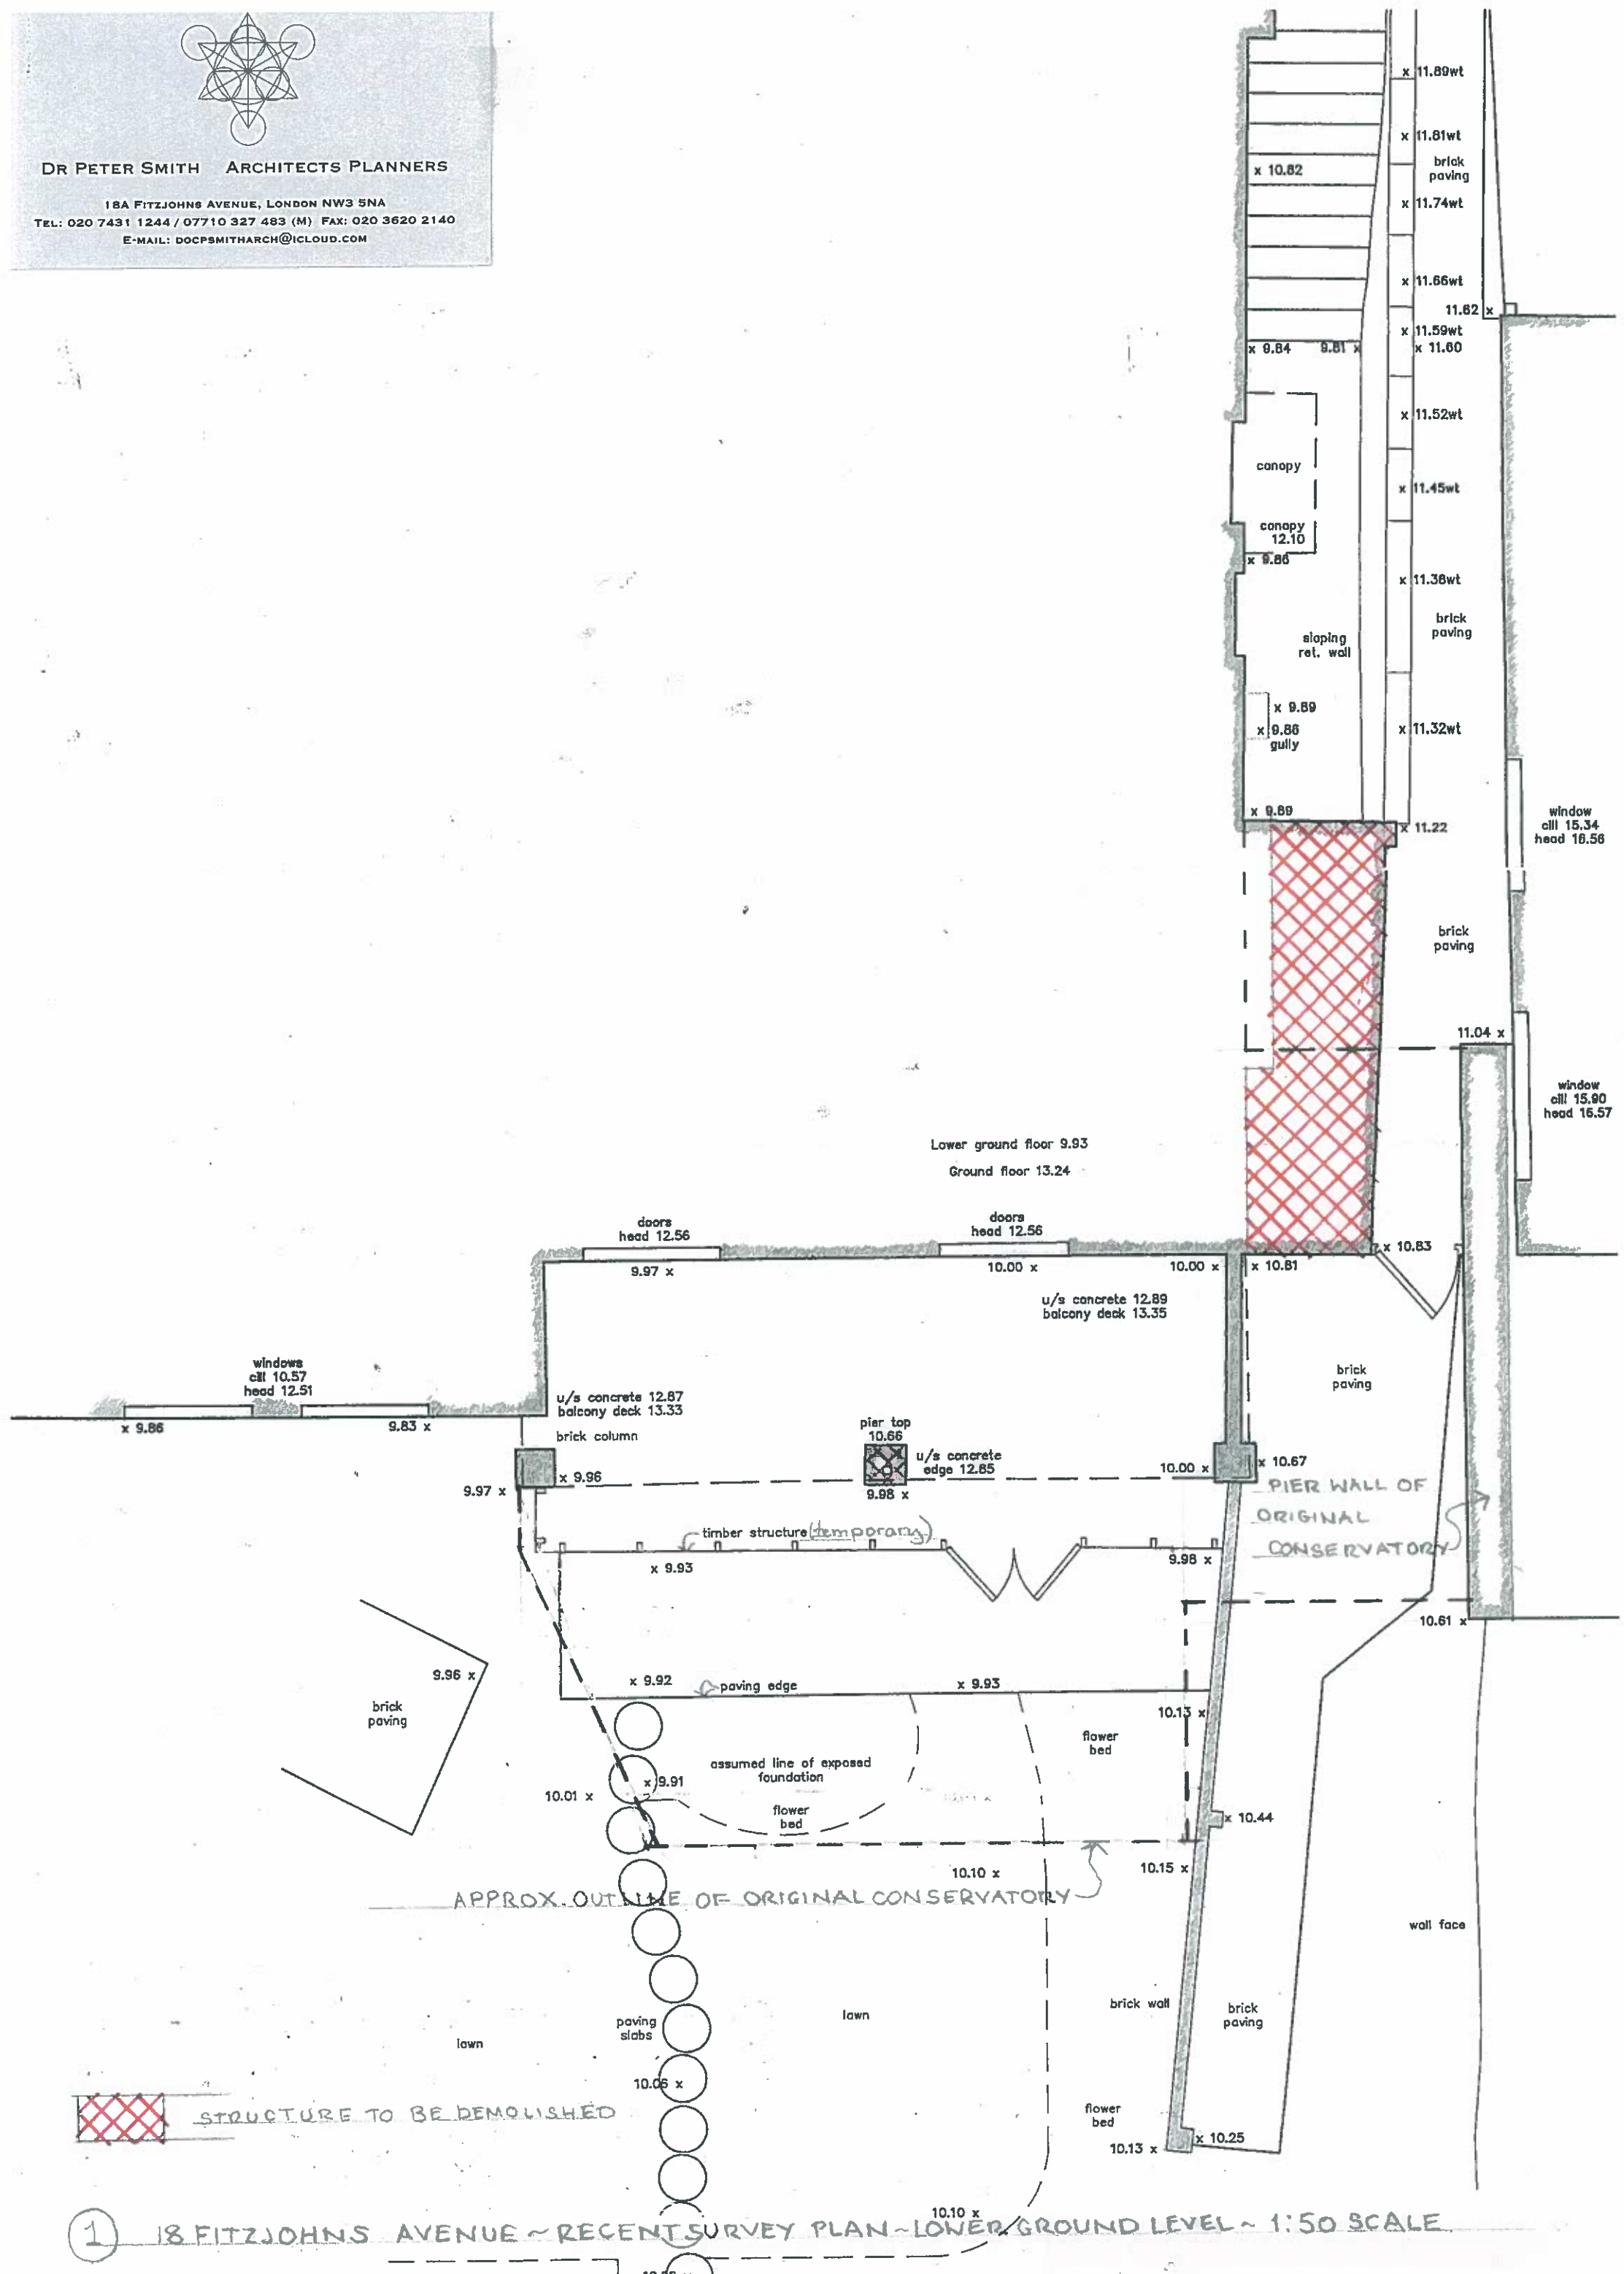 DR PETER SMITH ARCHITECTS PLANNERS
18A FITZJOHNS AVENUE, LONDON NW3 5NA
TEL: 020 7431 1244 / 07710 327 483 (M) FAX: 020 3620 2140
E-MAIL: DOCPSMITHARCH@ICLOUD.COM
x 11.89wt
x 11.81wt
brick
paving
x 10.82
x 11.74wt
x 11.66wt
11.62 x
x 11.59wt
x 9.84
9.81 x
x 11.60
x 11.52wt
canopy
x 11.45wt
canopy
12.10
x 9.86
x 11.38wt
brick
paving
sloping
ret. wall
x 9.89
x 9.86
gully
x 11.32wt
x 9.89
x 11.22
window
cill 15.34
head 16.56
brick
paving
11.04 x
window
cill 15.90
head 16.57
Lower ground floor 9.93
Ground floor 13.24
doors
head 12.56
doors
head 12.56
9.97 x
10.00 x
10.00 x
x 10.81
x 10.83
u/s concrete 12.89
balcony deck 13.35
windows
cill 10.57
head 12.51
brick
paving
u/s concrete 12.87
balcony deck 13.33
x 9.86
9.83 x
brick column
pier top
10.66
u/s concrete
edge 12.85
x 9.96
9.97 x
9.98 x
10.00 x
x 10.67
PIER WALL OF
ORIGINAL
CONSERVATORY
timber structure (temporary)
x 9.93
9.98 x
10.61 x
9.96 x
x 9.92
paving edge
x 9.93
brick
paving
10.13 x
flower
bed
assumed line of exposed
foundation
x 9.91
10.01 x
flower
bed
x 10.44
10.10 x
10.15 x
APPROX. OUTLINE OF ORIGINAL CONSERVATORY
wall face
brick wall
brick
paving
lawn
paving
slabs
lawn
10.06 x
STRUCTURE TO BE DEMOLISHED
flower
bed
x 10.25
10.13 x
10.10 x
1 18 FITZJOHNS AVENUE ~ RECENT SURVEY PLAN ~ LOWER GROUND LEVEL ~ 1:50 SCALE